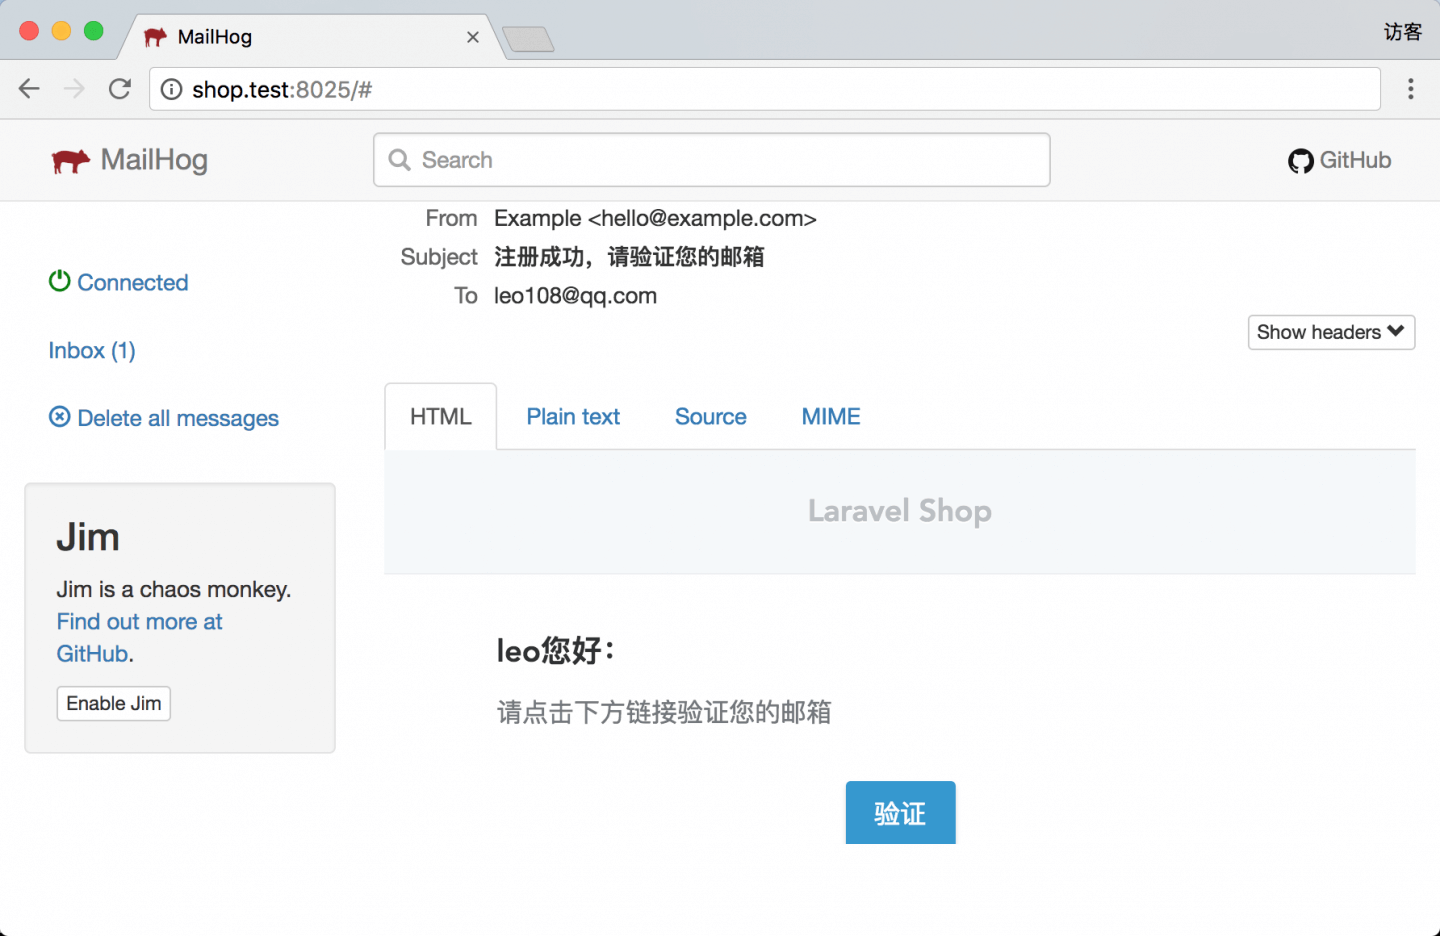 MailHog
访客
shop.test:8025/#
MailHog
Search
GitHub
From Example <hello@example.com>
Subject 注册成功，请验证您的邮箱
To leo108@qq.com
Show headers
Connected
Inbox (1)
Delete all messages
HTML Plain text Source MIME
Jim
Jim is a chaos monkey.
Find out more at
GitHub.
Enable Jim
Laravel Shop
leo您好：
请点击下方链接验证您的邮箱
验证